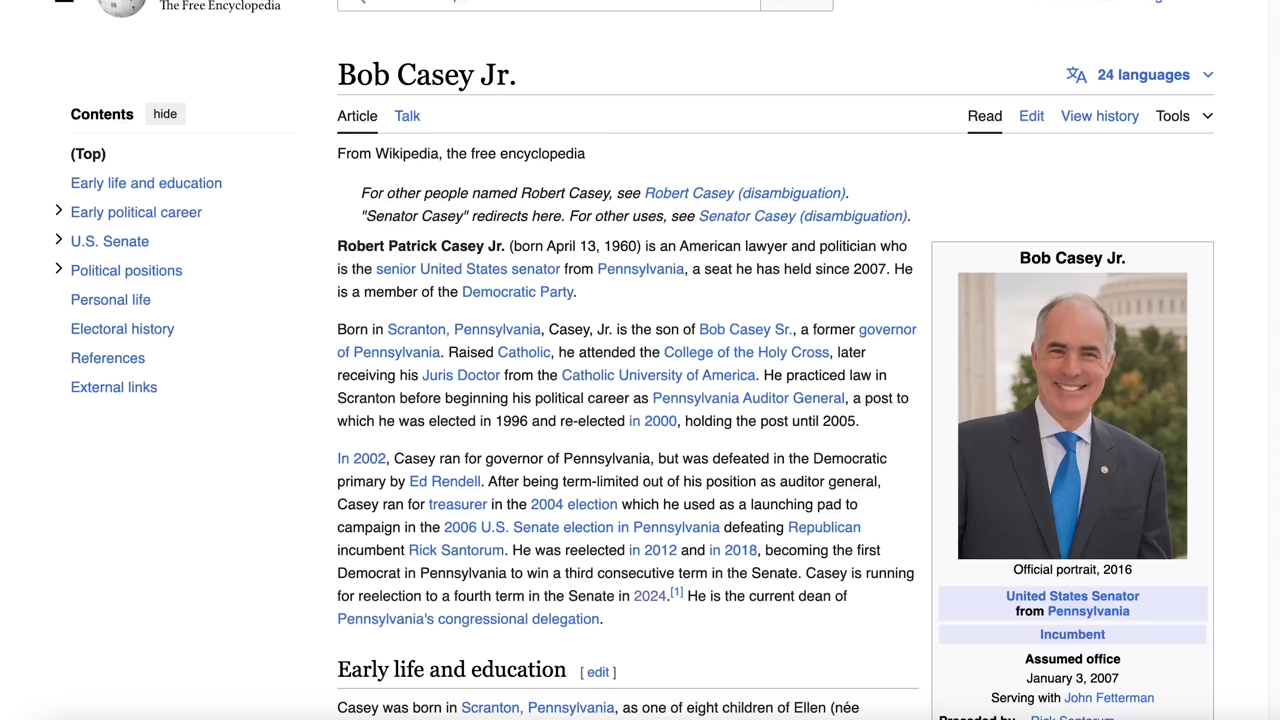 The Free Encyclopedia
Bob Casey Jr.
24 languages
Contents
hide
Article
Talk
Read
Edit
View history
Tools
(Top)
Early life and education
Early political career
U.S. Senate
Political positions
Personal life
Electoral history
References
External links
From Wikipedia, the free encyclopedia
For other people named Robert Casey, see Robert Casey (disambiguation).
"Senator Casey" redirects here. For other uses, see Senator Casey (disambiguation).
Robert Patrick Casey Jr. (born April 13, 1960) is an American lawyer and politician who
is the senior United States senator from Pennsylvania, a seat he has held since 2007. He
is a member of the Democratic Party.
Born in Scranton, Pennsylvania, Casey, Jr. is the son of Bob Casey Sr., a former governor
of Pennsylvania. Raised Catholic, he attended the College of the Holy Cross, later
receiving his Juris Doctor from the Catholic University of America. He practiced law in
Scranton before beginning his political career as Pennsylvania Auditor General, a post to
which he was elected in 1996 and re-elected in 2000, holding the post until 2005.
In 2002, Casey ran for governor of Pennsylvania, but was defeated in the Democratic
primary by Ed Rendell. After being term-limited out of his position as auditor general,
Casey ran for treasurer in the 2004 election which he used as a launching pad to
campaign in the 2006 U.S. Senate election in Pennsylvania defeating Republican
incumbent Rick Santorum. He was reelected in 2012 and in 2018, becoming the first
Democrat in Pennsylvania to win a third consecutive term in the Senate. Casey is running
for reelection to a fourth term in the Senate in 2024.[1] He is the current dean of
Pennsylvania's congressional delegation.
Early life and education [ edit ]
Casey was born in Scranton, Pennsylvania, as one of eight children of Ellen (née
Bob Casey Jr.
Official portrait, 2016
United States Senator
from Pennsylvania
Incumbent
Assumed office
January 3, 2007
Serving with John Fetterman
Preceded by Rick Santorum